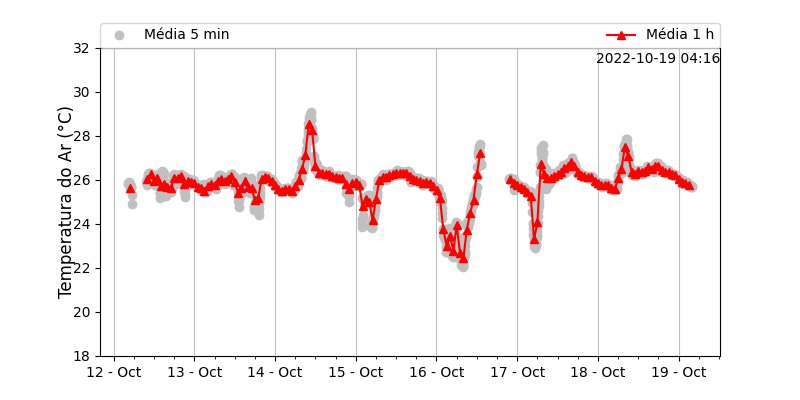 Média 5 min
Média 1 h
2022-10-19 04:16
Temperatura do Ar (°C)
32
30
28
26
24
22
20
18
12 - Oct
13 - Oct
14 - Oct
15 - Oct
16 - Oct
17 - Oct
18 - Oct
19 - Oct